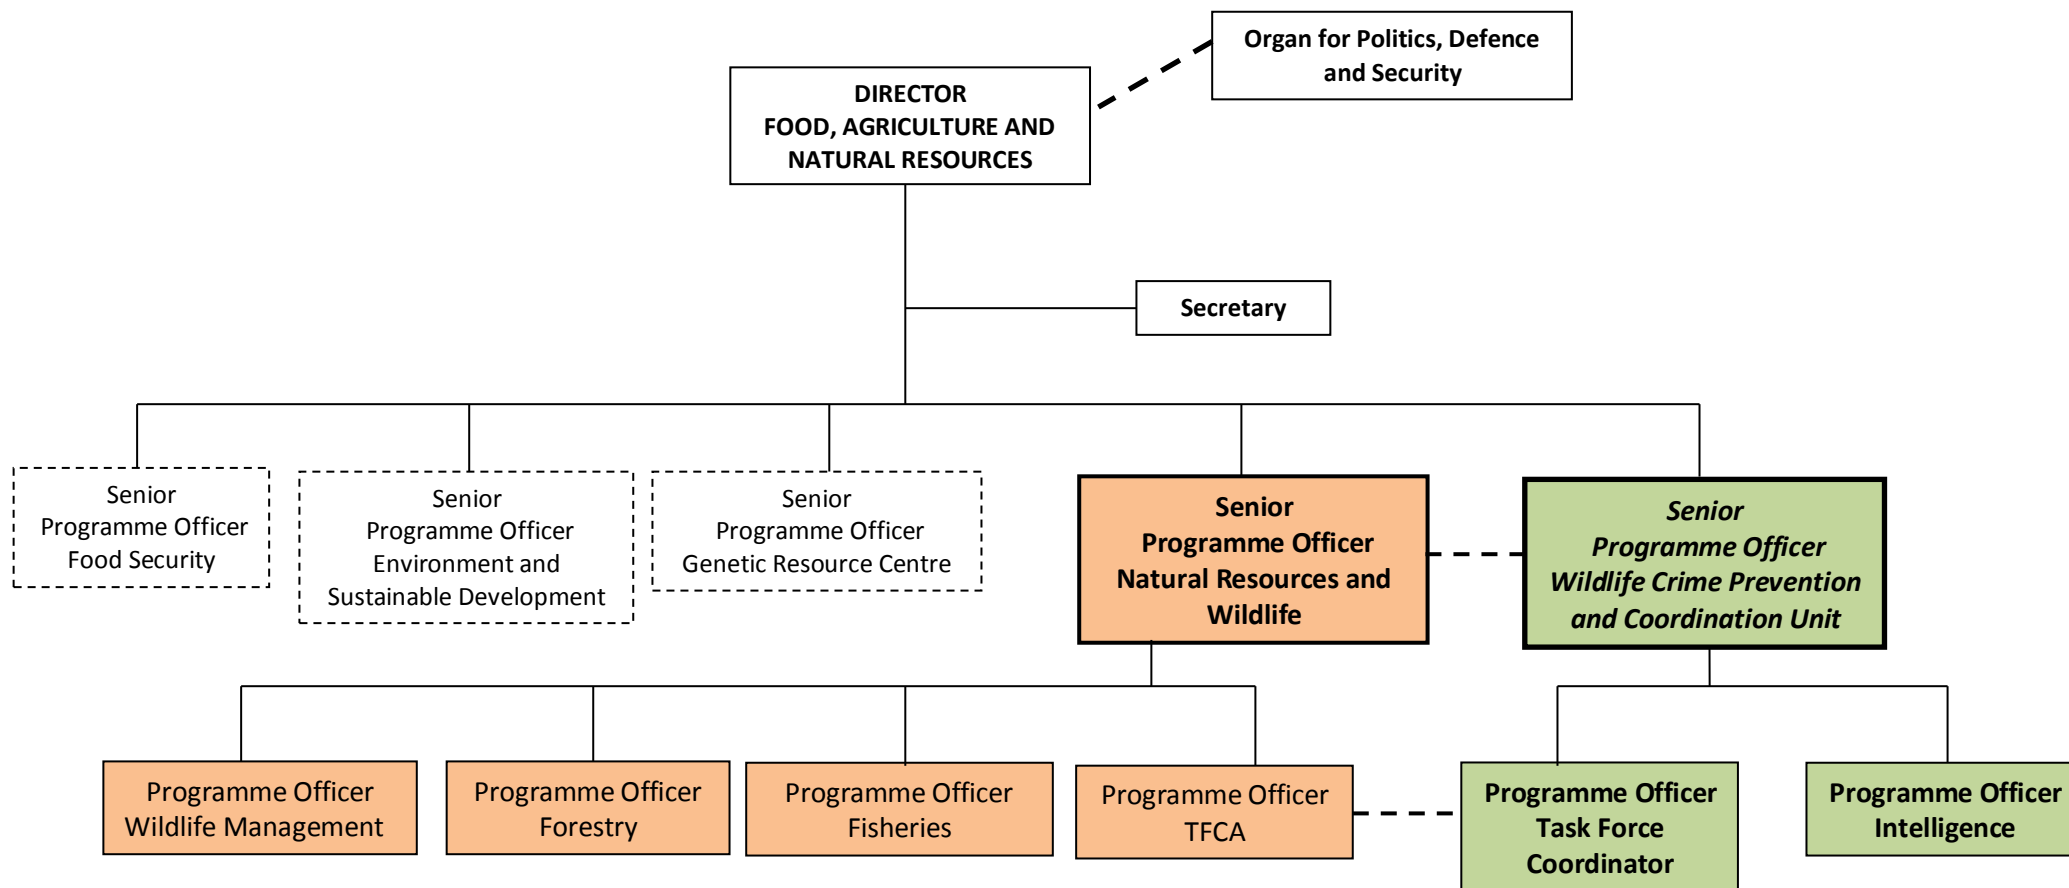 Organ for Politics, Defence
and Security
DIRECTOR
FOOD, AGRICULTURE AND
NATURAL RESOURCES
Secretary
Senior
Programme Officer
Food Security
Senior
Programme Officer
Environment and
Sustainable Development
Senior
Programme Officer
Genetic Resource Centre
Senior
Programme Officer
Natural Resources and
Wildlife
Senior
Programme Officer
Wildlife Crime Prevention
and Coordination Unit
Programme Officer
Wildlife Management
Programme Officer
Forestry
Programme Officer
Fisheries
Programme Officer
TFCA
Programme Officer
Task Force
Coordinator
Programme Officer
Intelligence